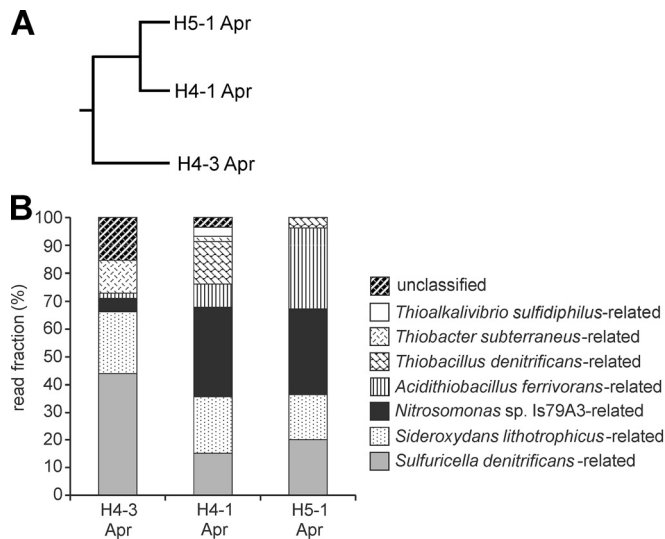 A
H5-1 Apr
H4-1 Apr
H4-3 Apr
B
read fraction (%)
100
90
80
70
60
50
40
30
20
10
0
H4-3
Apr
H4-1
Apr
H5-1
Apr
unclassified
Thioalkalivibrio sulfidiphilus-related
Thiobacter subterraneus-related
Thiobacillus denitrificans-related
Acidithiobacillus ferrivorans-related
Nitrosomonas sp. Is79A3-related
Sideroxydans lithotrophicus-related
Sulfuricella denitrificans-related